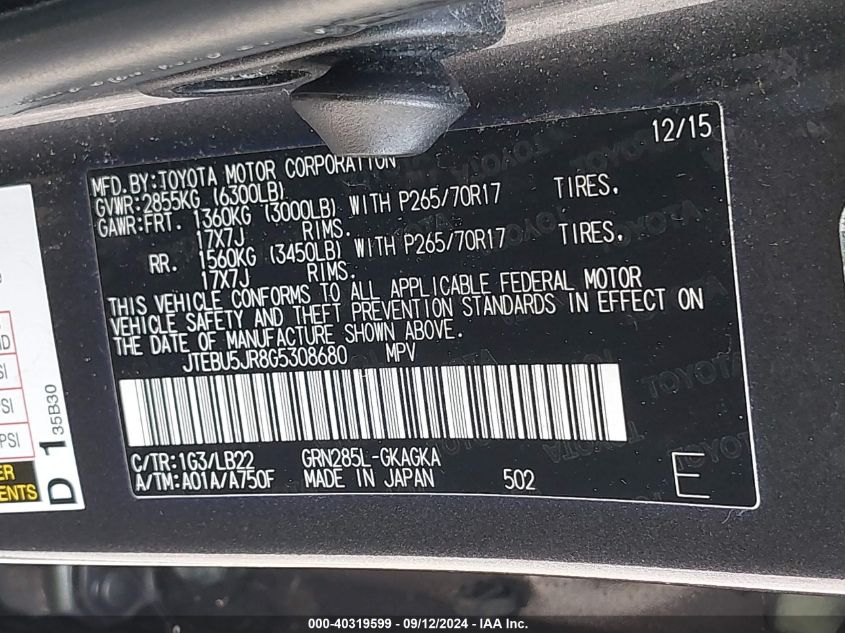 12/15
MFD.BY:TOYOTA MOTOR CORPORATION
GVWR:2855KG (6300LB)
GAWR:FRT. 1360KG (3000LB) WITH P265/70R17 TIRES,
17X7J RIMS.
RR. 1560KG (3450LB) WITH P265/70R17 TIRES,
17X7J RIMS.
THIS VEHICLE CONFORMS TO ALL APPLICABLE FEDERAL MOTOR
VEHICLE SAFETY AND THEFT PREVENTION STANDARDS IN EFFECT ON
THE DATE OF MANUFACTURE SHOWN ABOVE.
JTEBU5JR8G5308680 MPV
C/TR:1G3/LB22 GRN285L-GKAGKA
A/TM:A01A/A750F MADE IN JAPAN 502 E
D 1 35B30
PSI
000-40319599 - 09/12/2024 - IAA Inc.